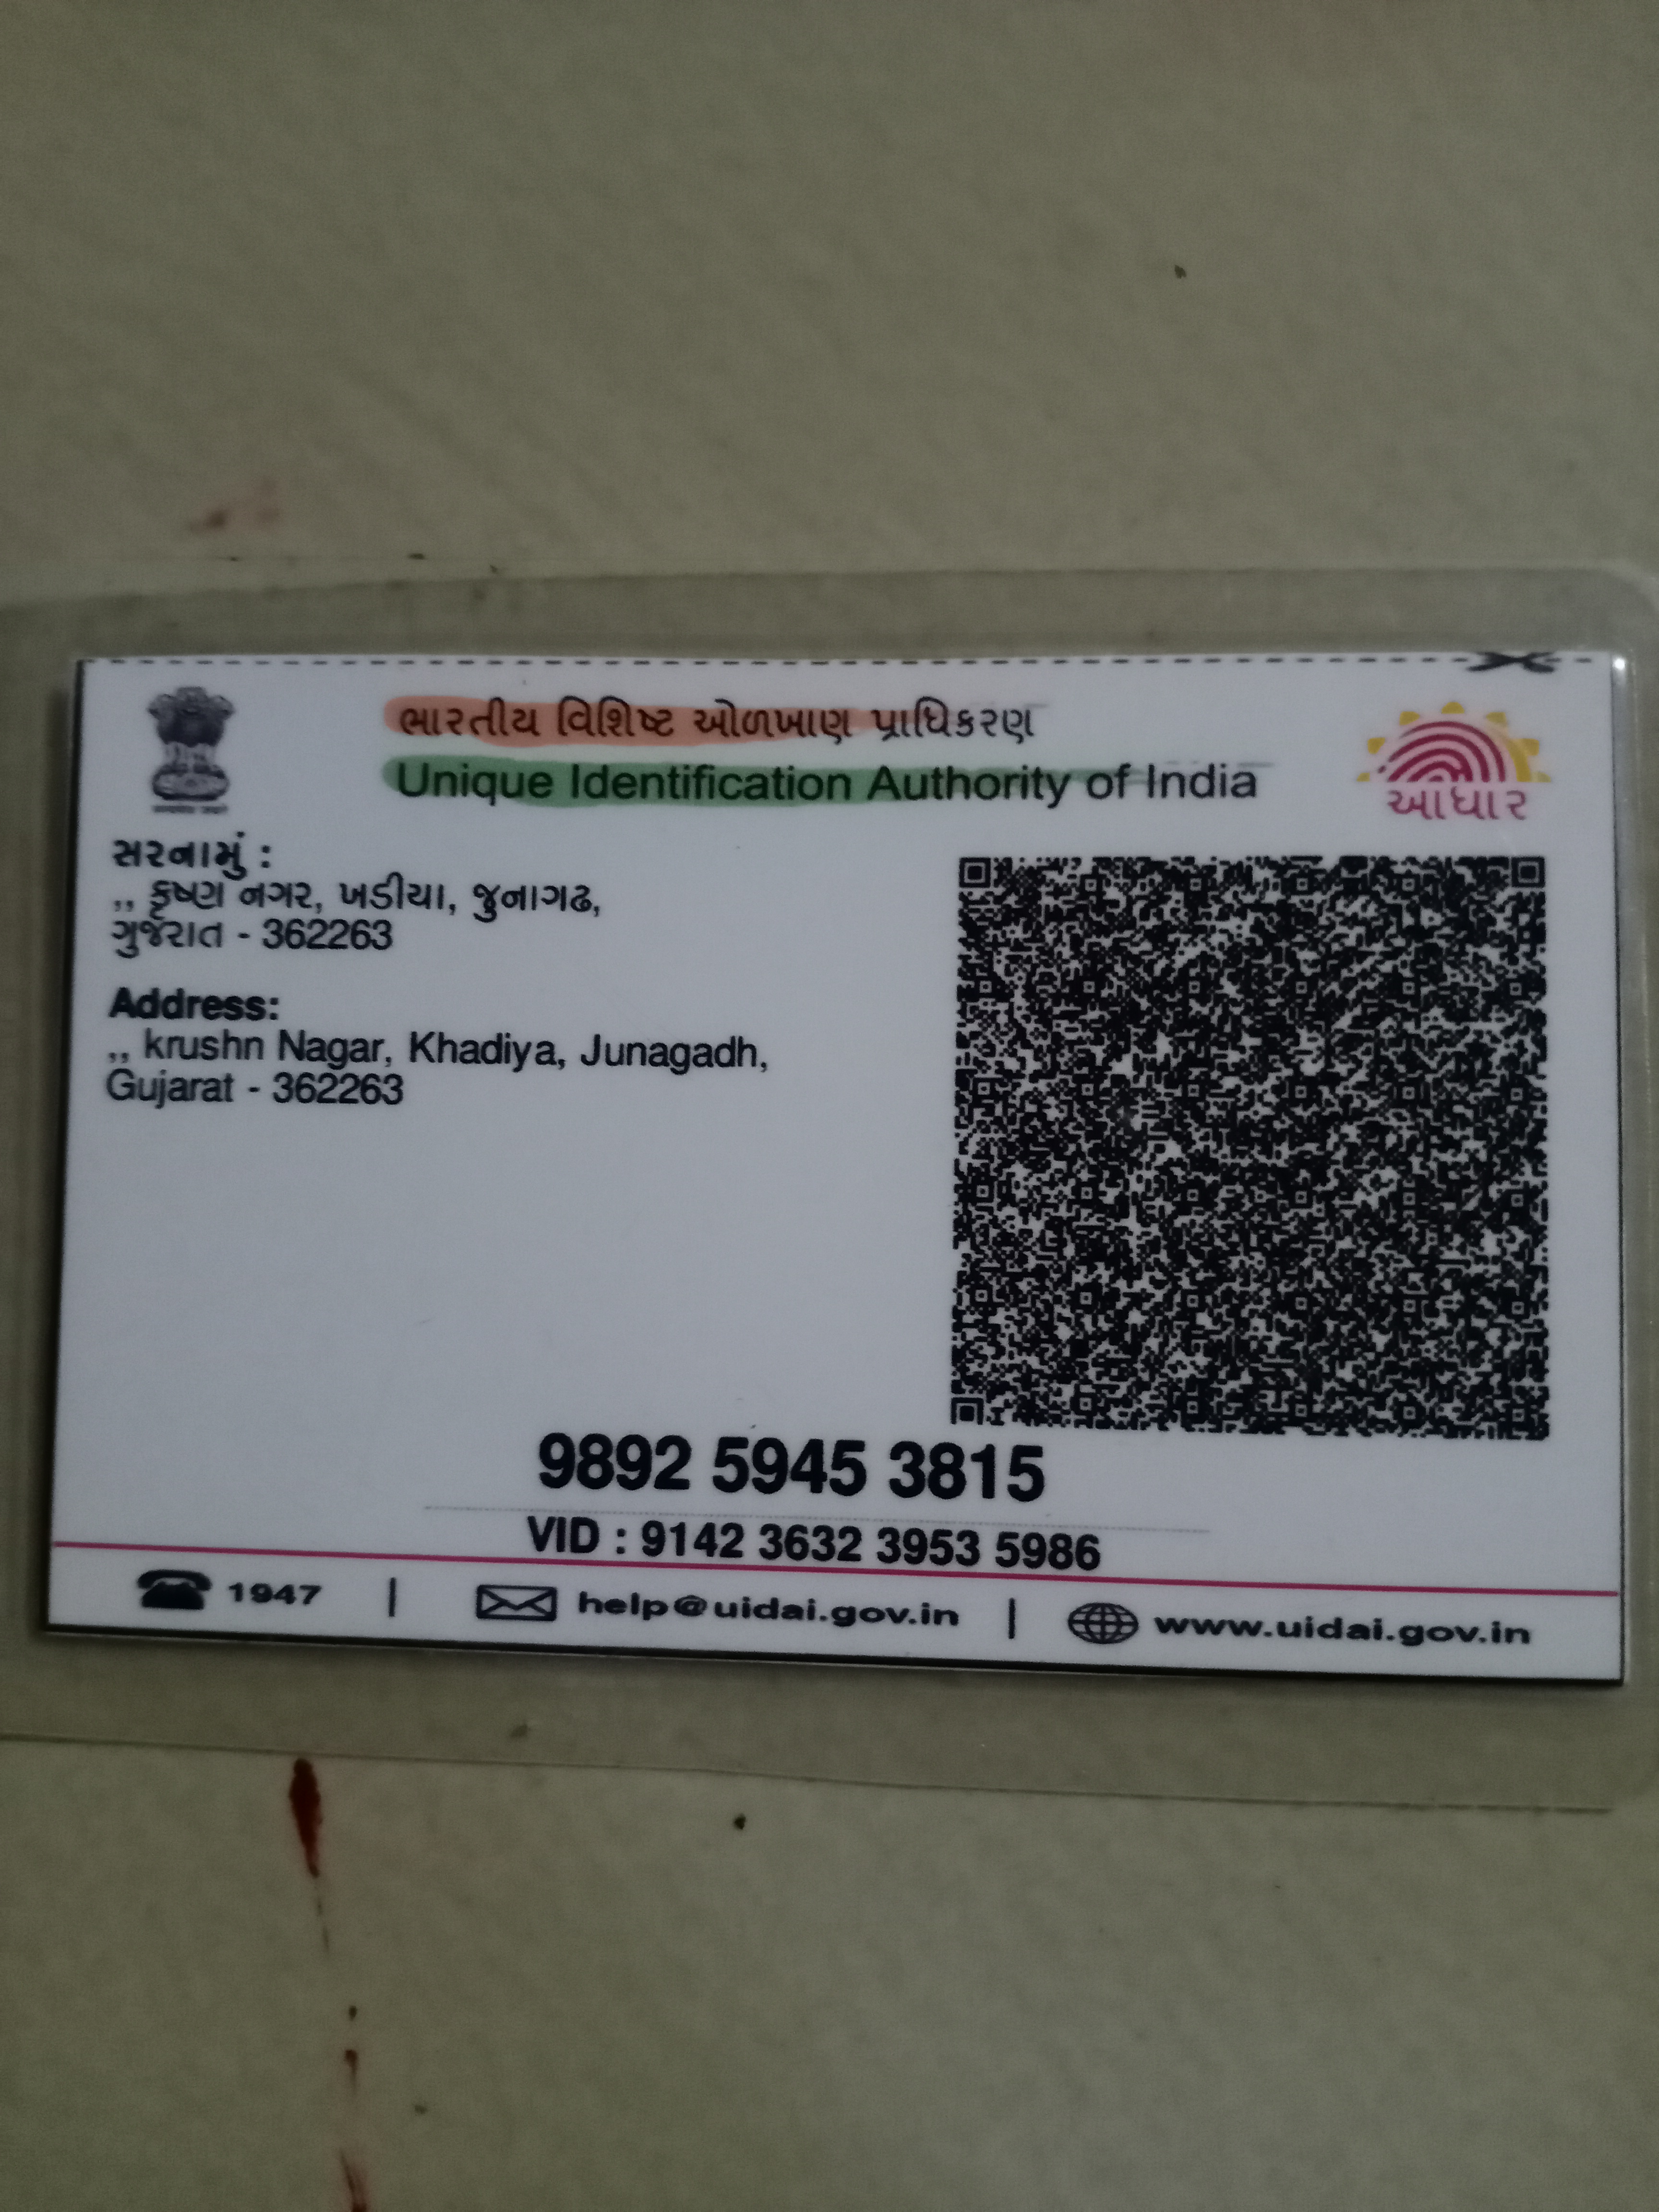 ભારતીય વિશિષ્ટ ઓળખાણ પ્રાધિકરણ
Unique Identification Authority of India
આધાર
સરનામું :
,, કૃષ્ણ નગર, ખડીયા, જુનાગઢ,
ગુજરાત - 362263
Address:
,, krushn Nagar, Khadiya, Junagadh,
Gujarat - 362263
9892 5945 3815
VID : 9142 3632 3953 5986
1947 | help@uidai.gov.in | www.uidai.gov.in